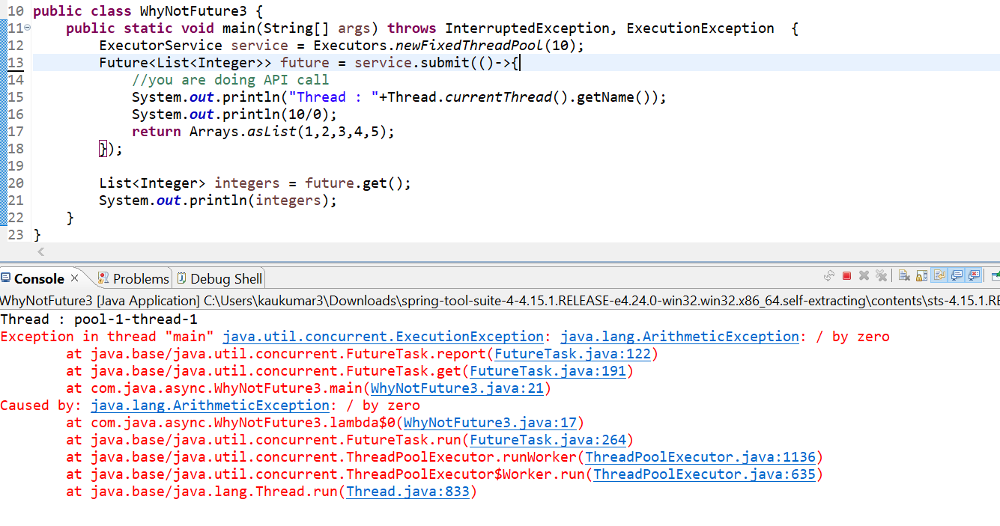 10 public class WhyNotFuture3 {
11 public static void main(String[] args) throws InterruptedException, ExecutionException {
12 ExecutorService service = Executors.newFixedThreadPool(10);
13 Future<List<Integer>> future = service.submit(()->{
14 //you are doing API call
15 System.out.println("Thread : "+Thread.currentThread().getName());
16 System.out.println(10/0);
17 return Arrays.asList(1,2,3,4,5);
18 });
19
20 List<Integer> integers = future.get();
21 System.out.println(integers);
22 }
23 }
Console Problems Debug Shell
WhyNotFuture3 [Java Application] C:\Users\kaukumar3\Downloads\spring-tool-suite-4-4.15.1.RELEASE-e4.24.0-win32.win32.x86_64.self-extracting\contents\sts-4.15.1.RE
Thread : pool-1-thread-1
Exception in thread "main" java.util.concurrent.ExecutionException: java.lang.ArithmeticException: / by zero
at java.base/java.util.concurrent.FutureTask.report(FutureTask.java:122)
at java.base/java.util.concurrent.FutureTask.get(FutureTask.java:191)
at com.java.async.WhyNotFuture3.main(WhyNotFuture3.java:21)
Caused by: java.lang.ArithmeticException: / by zero
at com.java.async.WhyNotFuture3.lambda$0(WhyNotFuture3.java:17)
at java.base/java.util.concurrent.FutureTask.run(FutureTask.java:264)
at java.base/java.util.concurrent.ThreadPoolExecutor.runWorker(ThreadPoolExecutor.java:1136)
at java.base/java.util.concurrent.ThreadPoolExecutor$Worker.run(ThreadPoolExecutor.java:635)
at java.base/java.lang.Thread.run(Thread.java:833)